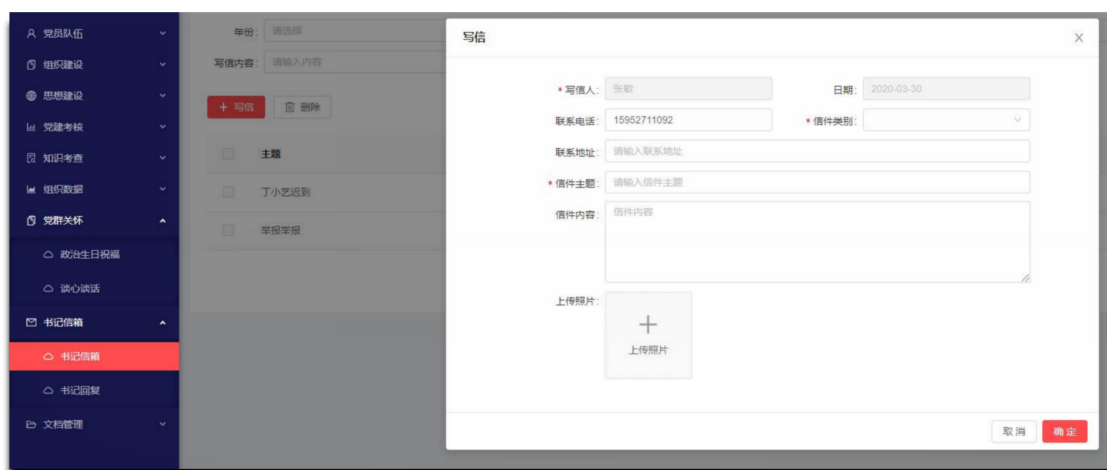 党员队伍
组织建设
思想建设
党建考核
知识考查
组织数据
党群关怀
政治生日祝福
谈心谈话
书记信箱
书记信箱
书记回复
文档管理
年份: 请选择
写信内容: 请输入内容
+ 写信 删除
主题
丁小艺迟到
举报举报
写信
* 写信人: 张敏 日期: 2020-03-30
联系电话: 15952711092 * 信件类别:
联系地址: 请输入联系地址
* 信件主题: 请输入信件主题
信件内容: 信件内容
上传照片:
上传照片
取消 确定